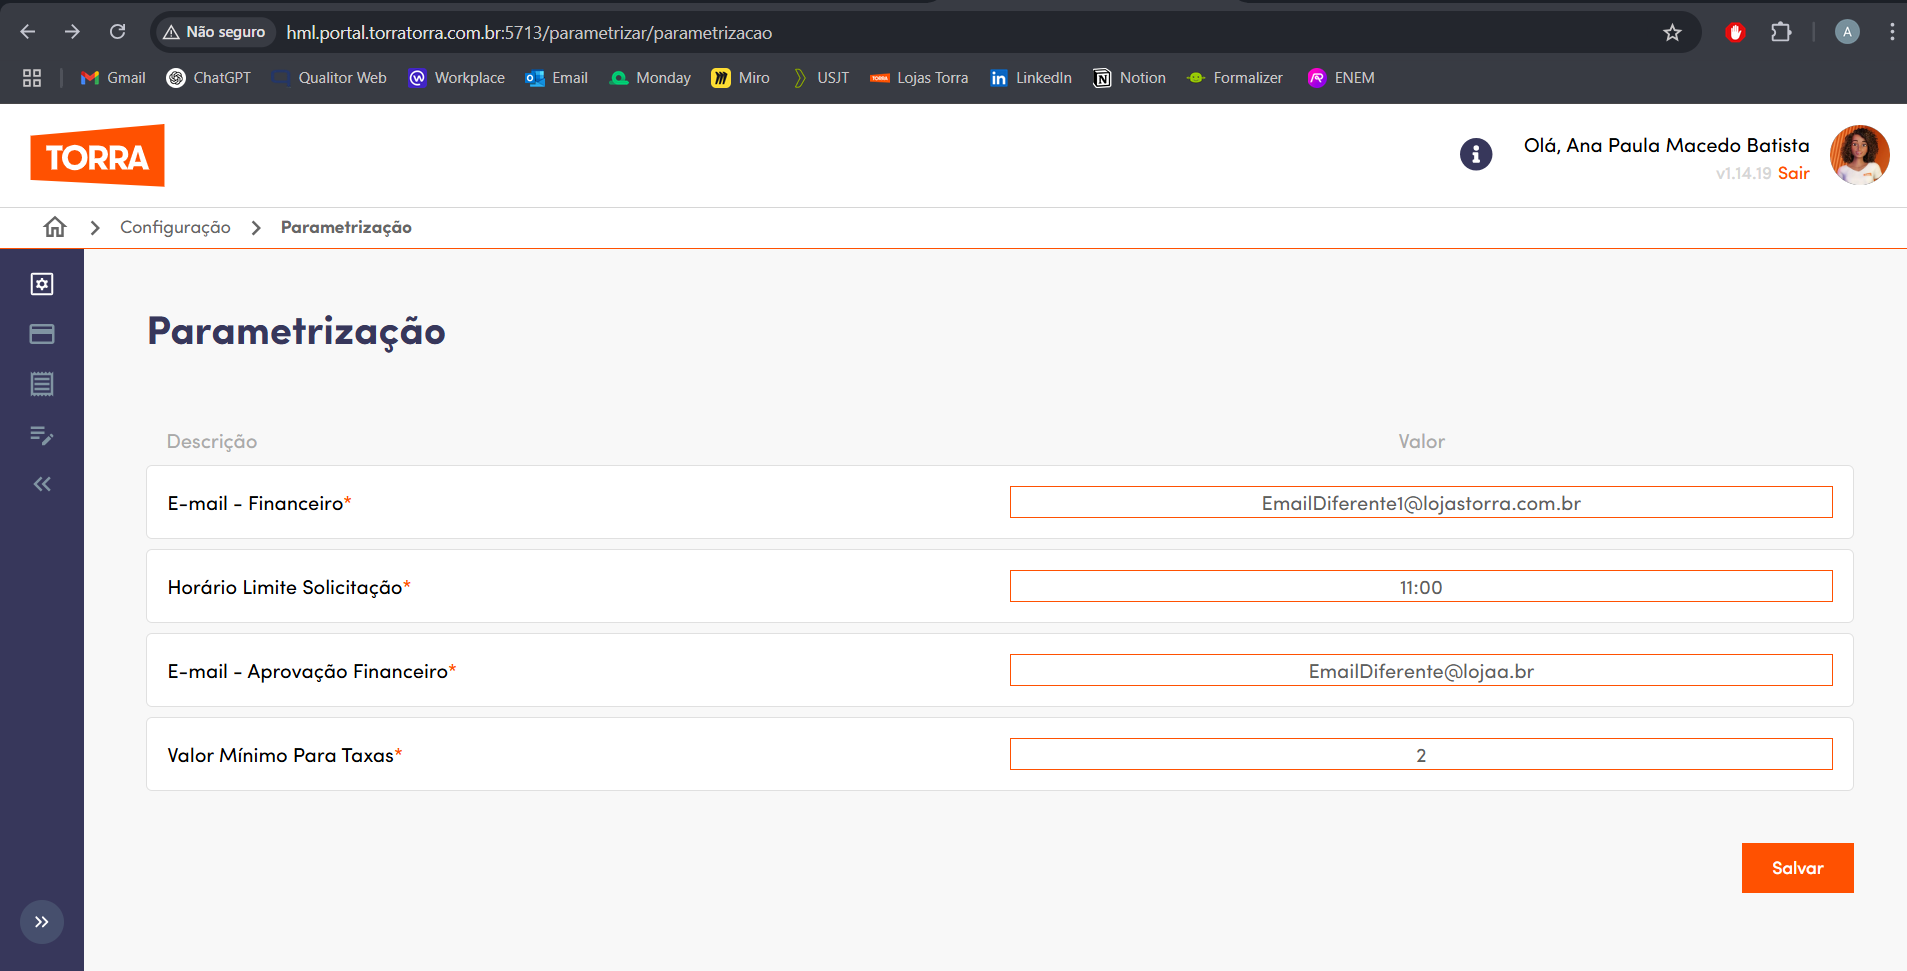 Não seguro hml.portal.torratorra.com.br:5713/parametrizar/parametrizacao A
Gmail ChatGPT Qualitor Web Workplace Email Monday Miro USJT Lojas Torra LinkedIn Notion Formalizer ENEM
TORRA
Olá, Ana Paula Macedo Batista
v1.14.19 Sair
Configuração Parametrização
Parametrização
Descrição Valor
E-mail - Financeiro* EmailDiferente1@lojastorra.com.br
Horário Limite Solicitação* 11:00
E-mail - Aprovação Financeiro* EmailDiferente@lojaa.br
Valor Mínimo Para Taxas* 2
Salvar